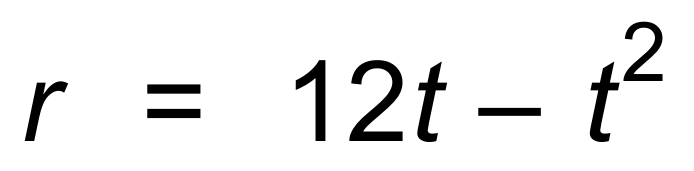 r = 12t – t²